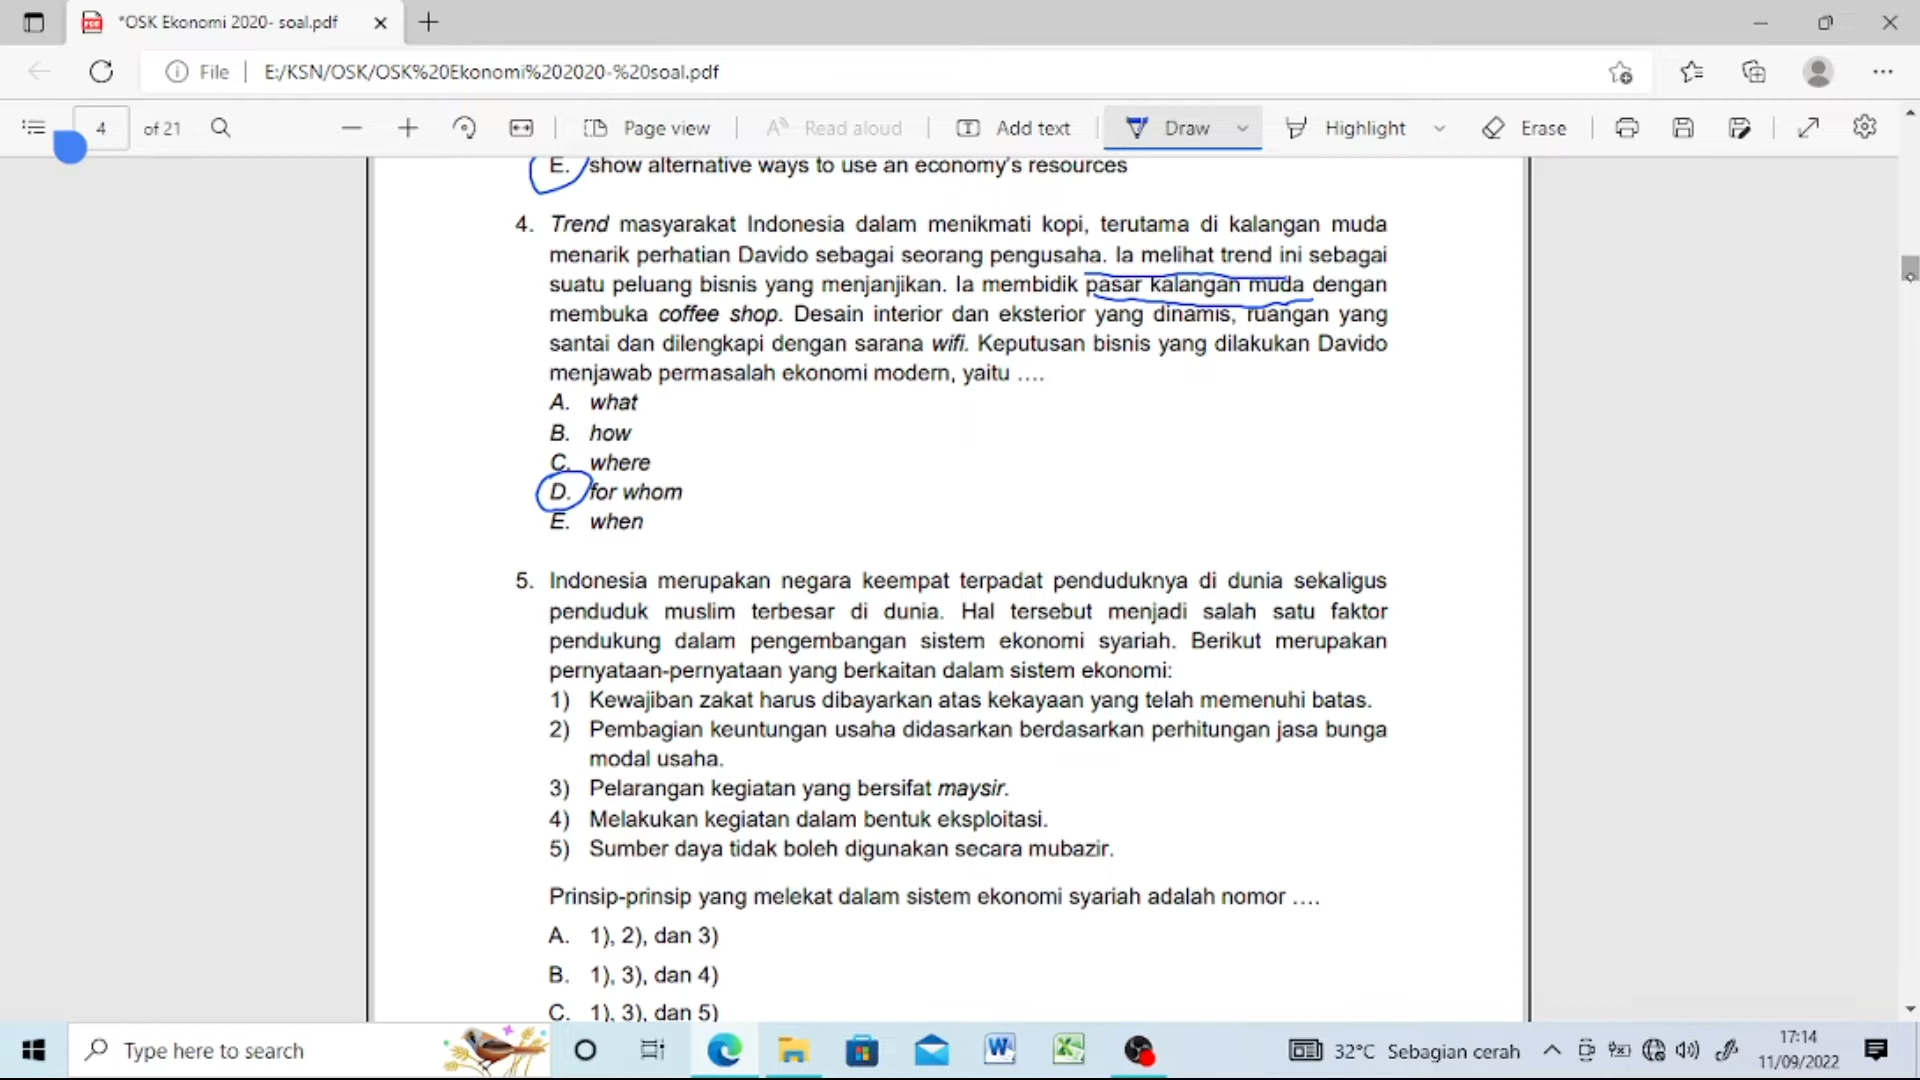 *OSK Ekonomi 2020- soal.pdf
File
E:/KSN/OSK/OSK%20Ekonomi%202020-%20soal.pdf
4 of 21
Page view
Read aloud
Add text
Draw
Highlight
Erase
E. show alternative ways to use an economy's resources
4. Trend masyarakat Indonesia dalam menikmati kopi, terutama di kalangan muda
menarik perhatian Davido sebagai seorang pengusaha. Ia melihat trend ini sebagai
suatu peluang bisnis yang menjanjikan. Ia membidik pasar kalangan muda dengan
membuka coffee shop. Desain interior dan eksterior yang dinamis, ruangan yang
santai dan dilengkapi dengan sarana wifi. Keputusan bisnis yang dilakukan Davido
menjawab permasalah ekonomi modern, yaitu ....
A. what
B. how
C. where
D. for whom
E. when
5. Indonesia merupakan negara keempat terpadat penduduknya di dunia sekaligus
penduduk muslim terbesar di dunia. Hal tersebut menjadi salah satu faktor
pendukung dalam pengembangan sistem ekonomi syariah. Berikut merupakan
pernyataan-pernyataan yang berkaitan dalam sistem ekonomi:
1) Kewajiban zakat harus dibayarkan atas kekayaan yang telah memenuhi batas.
2) Pembagian keuntungan usaha didasarkan berdasarkan perhitungan jasa bunga
modal usaha.
3) Pelarangan kegiatan yang bersifat maysir.
4) Melakukan kegiatan dalam bentuk eksploitasi.
5) Sumber daya tidak boleh digunakan secara mubazir.
Prinsip-prinsip yang melekat dalam sistem ekonomi syariah adalah nomor ....
A. 1), 2), dan 3)
B. 1), 3), dan 4)
C. 1), 3), dan 5)
Type here to search
32°C Sebagian cerah
17:14
11/09/2022